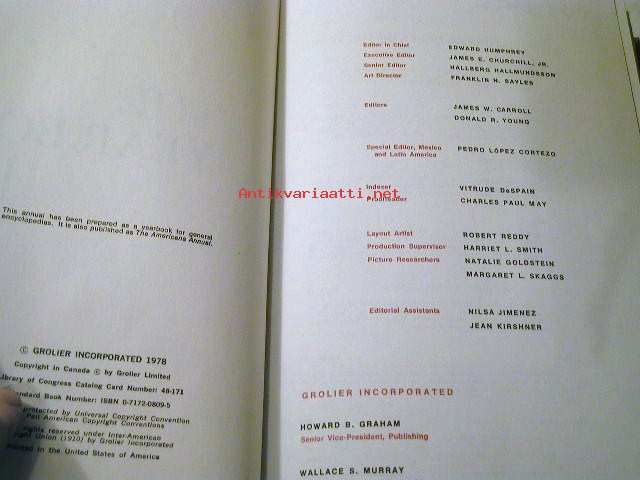 This annual has been prepared as a yearbook for general
encyclopedias. It is also published as The Americana Annual.
© GROLIER INCORPORATED 1978
Copyright in Canada © by Grolier Limited
Library of Congress Catalog Card Number: 48-171
Standard Book Number: ISBN 0-7172-0809-5
protected by Universal Copyright Convention
Pan American Copyright Conventions
rights reserved under Inter-American
right Union (1910) by Grolier Incorporated
Printed in the United States of America
Editor in Chief EDWARD HUMPHREY
Executive Editor JAMES E. CHURCHILL, JR.
Senior Editor HALLBERG HALLMUNDSSON
Art Director FRANKLIN N. SAYLES
Editors JAMES W. CARROLL
DONALD R. YOUNG
Special Editor, Mexico
and Latin America PEDRO LÓPEZ CORTEZO
Antikvariaatti.net
Indexer VITRUDE DeSPAIN
Proofreader CHARLES PAUL MAY
Layout Artist ROBERT REDDY
Production Supervisor HARRIET L. SMITH
Picture Researchers NATALIE GOLDSTEIN
MARGARET L. SKAGGS
Editorial Assistants NILSA JIMENEZ
JEAN KIRSHNER
GROLIER INCORPORATED
HOWARD B. GRAHAM
Senior Vice-President, Publishing
WALLACE S. MURRAY